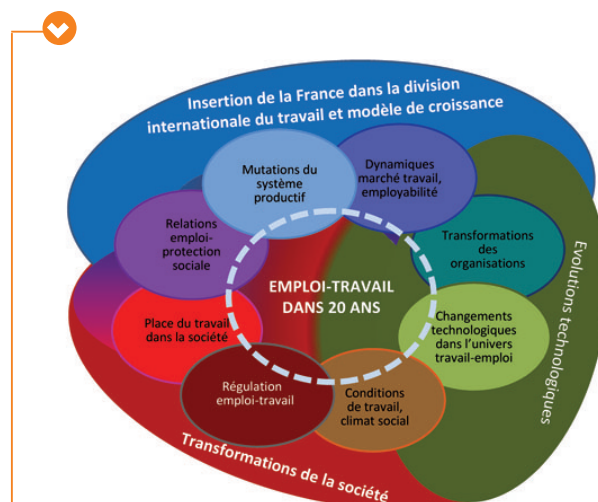 Insertion de la France dans la division
internationale du travail et modèle de croissance
Mutations du
système
productif
Dynamiques
marché travail,
employabilité
Relations
emploi-
protection
sociale
Transformations
des
organisations
EMPLOI-TRAVAIL
DANS 20 ANS
Place du travail
dans la société
Changements
technologiques
dans l’univers
travail-emploi
Régulation
emploi-travail
Conditions
de travail,
climat social
Evolutions technologiques
Transformations de la société